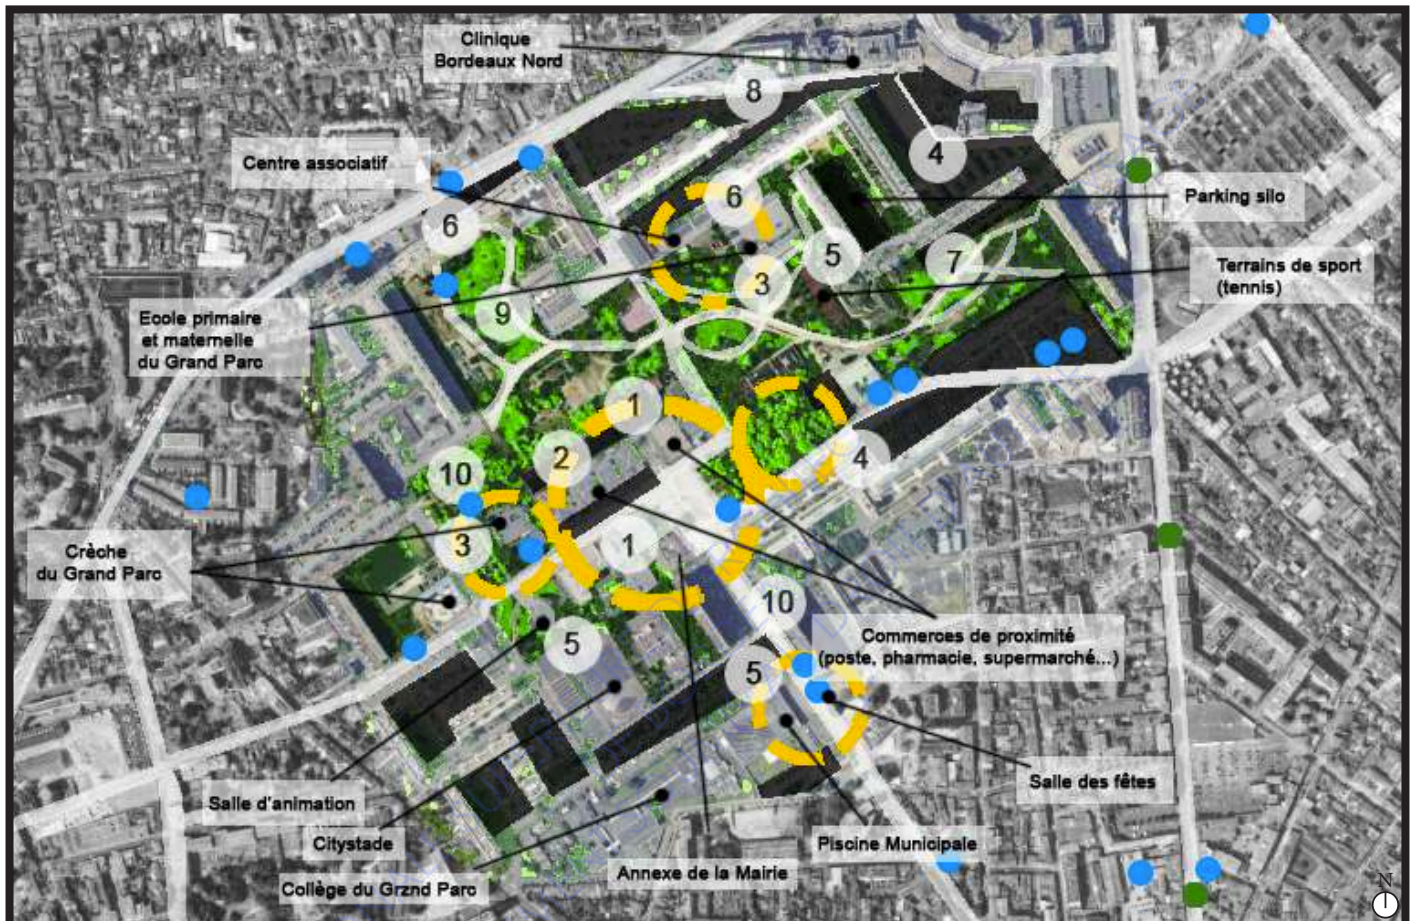 Clinique
Bordeaux Nord
8
Centre associatif
4
6
Parking silo
6
5
7
Terrains de sport
(tennis)
3
9
Ecole primaire
et maternelle
du Grand Parc
1
2
4
10
3
1
Crèche
du Grand Parc
10
5
Commerces de proximité
(poste, pharmacie, supermarché...)
5
Salle d'animation
Salle des fêtes
Citystade
Piscine Municipale
Collège du Grznd Parc
Annexe de la Mairie
N